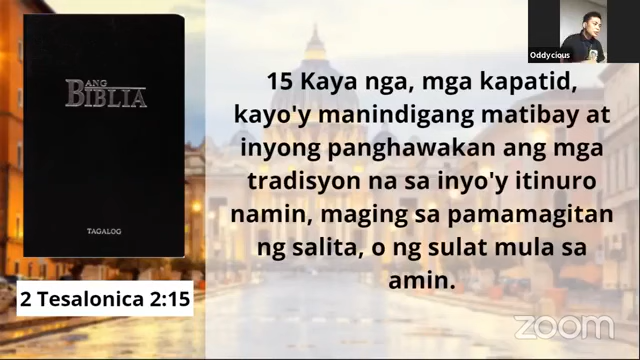 Oddycious
ANG
BIBLIA
TAGALOG
2 Tesalonica 2:15
15 Kaya nga, mga kapatid,
kayo'y manindigang matibay at
inyong panghawakan ang mga
tradisyon na sa inyo'y itinuro
namin, maging sa pamamagitan
ng salita, o ng sulat mula sa
amin.
zoom